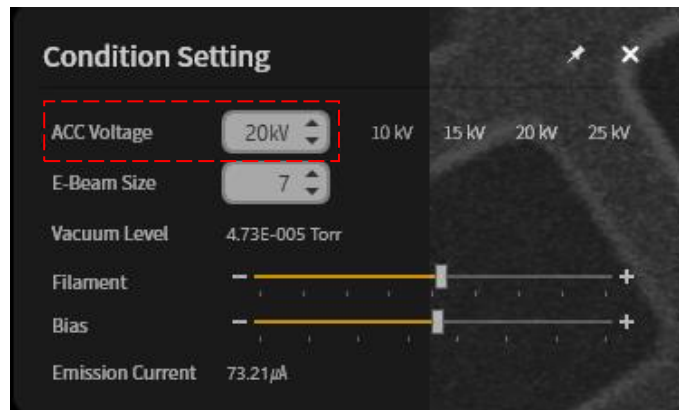 Condition Setting
ACC Voltage 20kV 10 kV 15 kV 20 kV 25 kV
E-Beam Size 7
Vacuum Level 4.73E-005 Torr
Filament
Bias
Emission Current 73.21㎂